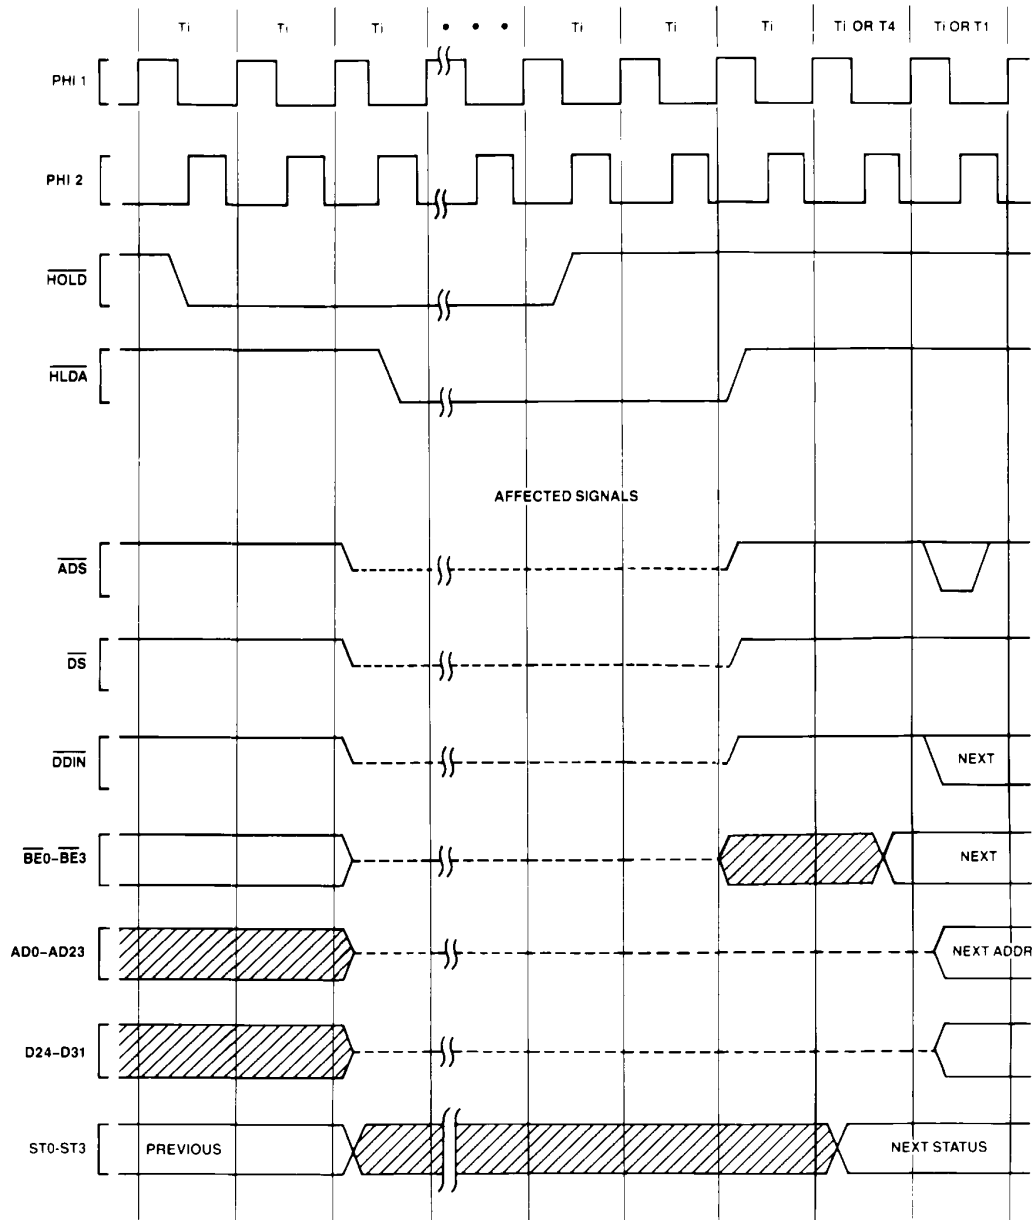 Ti Ti Ti • • • Ti Ti Ti Ti OR T4 Ti OR T1
PHI 1
PHI 2
HOLD
HLDA
AFFECTED SIGNALS
ADS
DS
DDIN NEXT
BE0-BE3 NEXT
AD0-AD23 NEXT ADDR
D24-D31
ST0-ST3 PREVIOUS NEXT STATUS